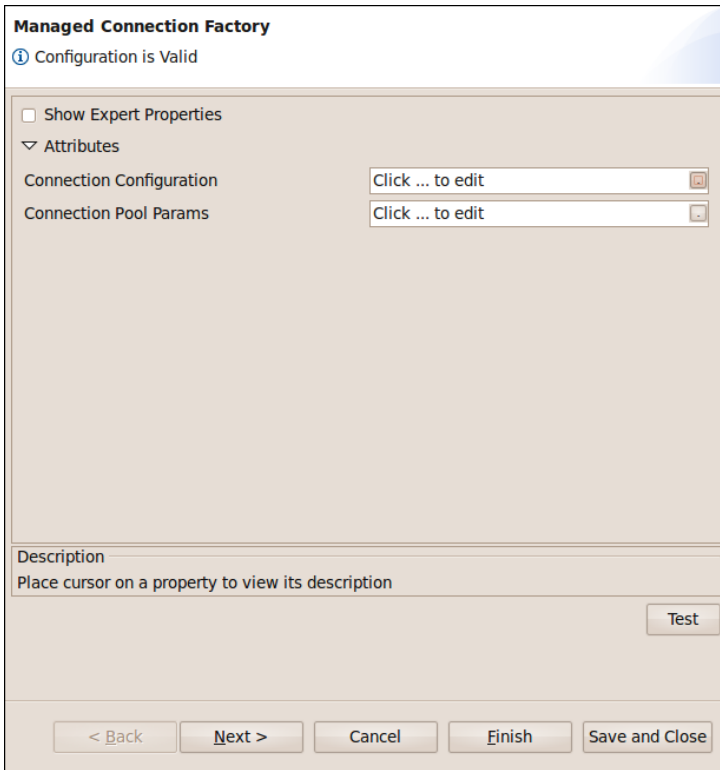 Managed Connection Factory
Configuration is Valid
Show Expert Properties
Attributes
Connection Configuration Click ... to edit
Connection Pool Params Click ... to edit
Description
Place cursor on a property to view its description
Test
< Back Next > Cancel Finish Save and Close